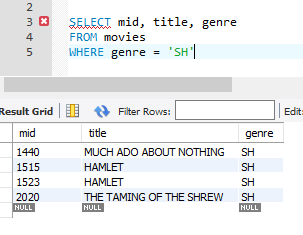 2
3 SELECT mid, title, genre
4 FROM movies
5 WHERE genre = 'SH'
Result Grid Filter Rows: Edit:
mid title genre
1440 MUCH ADO ABOUT NOTHING SH
1515 HAMLET SH
1523 HAMLET SH
2020 THE TAMING OF THE SHREW SH
NULL NULL NULL